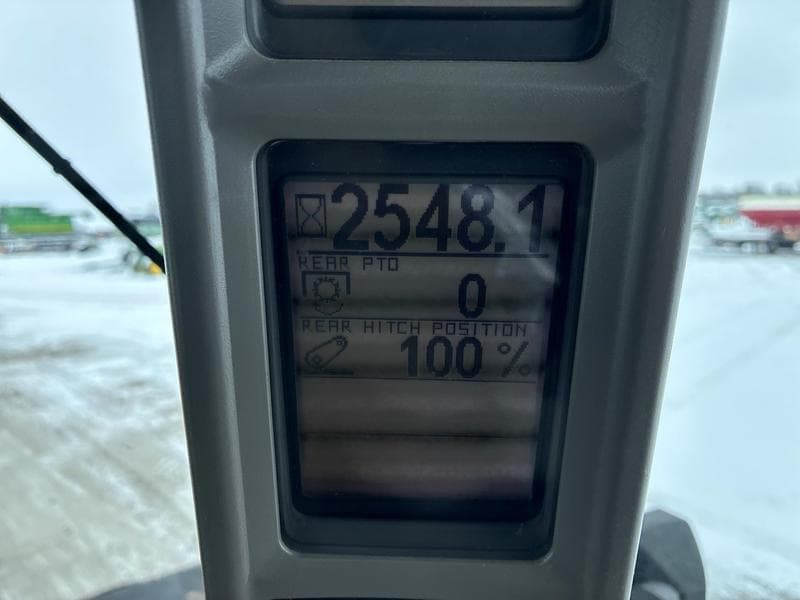 2548.1
REAR PTO
0
REAR HITCH POSITION
100 %